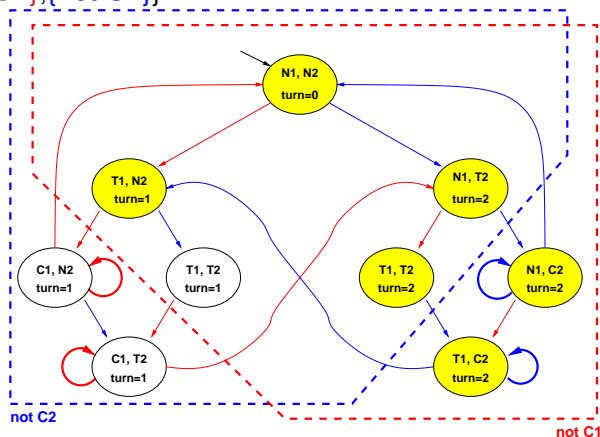 N1, N2
turn=0
T1, N2
turn=1
N1, T2
turn=2
C1, N2
turn=1
T1, T2
turn=1
T1, T2
turn=2
N1, C2
turn=2
C1, T2
turn=1
T1, C2
turn=2
not C2
not C1